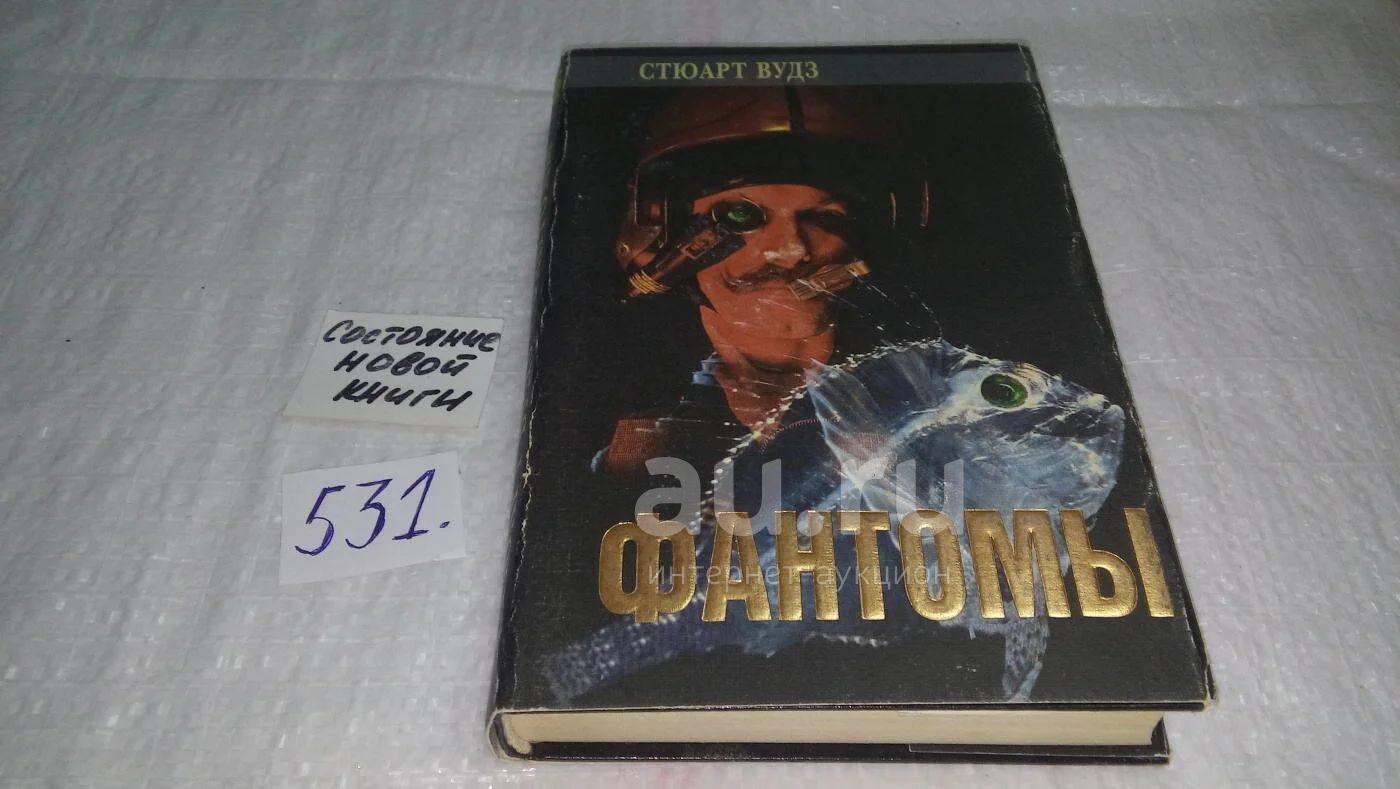 СТЮАРТ ВУДЗ
Состояние
новой
книги
531.
au.ru
интернет-аукцион
ФАНТОМЫ